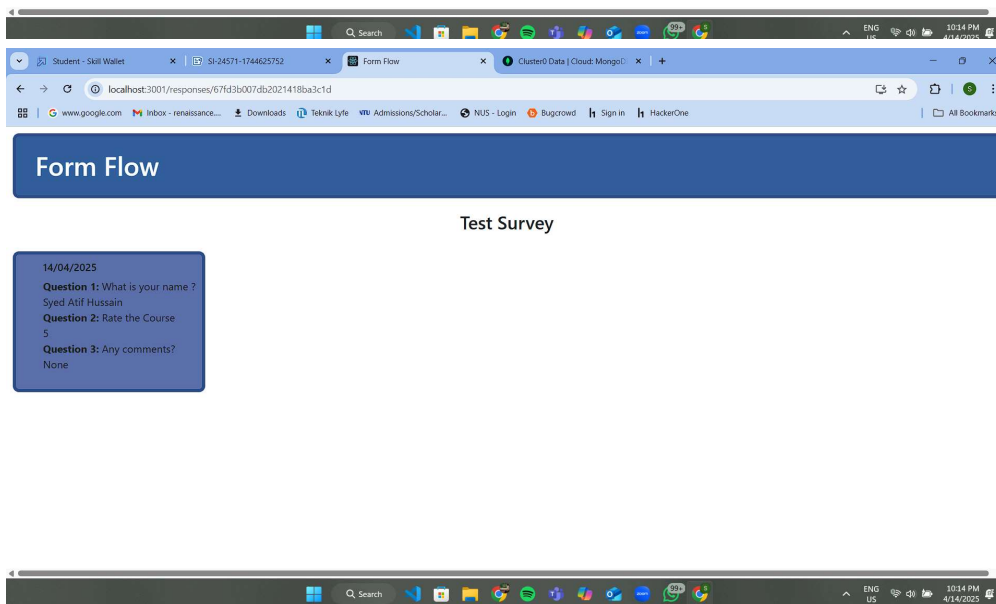 Search
99+
ENG
US
10:14 PM
4/14/2025
Student - Skill Wallet
SI-24571-1744625752
Form Flow
Cluster0 Data | Cloud: MongoD
localhost:3001/responses/67fd3b007db2021418ba3c1d
S
www.google.com
Inbox - renaissance....
Downloads
Teknik Lyfe
VTU Admissions/Scholar...
NUS - Login
Bugcrowd
Sign in
HackerOne
All Bookmarks
Form Flow
Test Survey
14/04/2025
Question 1: What is your name ?
Syed Atif Hussain
Question 2: Rate the Course
5
Question 3: Any comments?
None
Search
99+
ENG
US
10:14 PM
4/14/2025